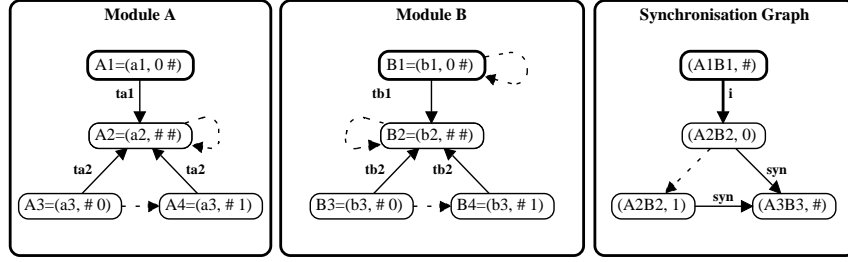 Module A
A1=(a1, 0 #)
ta1
A2=(a2, # #)
ta2
ta2
A3=(a3, # 0)
A4=(a3, # 1)
Module B
B1=(b1, 0 #)
tb1
B2=(b2, # #)
tb2
tb2
B3=(b3, # 0)
B4=(b3, # 1)
Synchronisation Graph
(A1B1, #)
i
(A2B2, 0)
syn
(A2B2, 1)
syn
(A3B3, #)